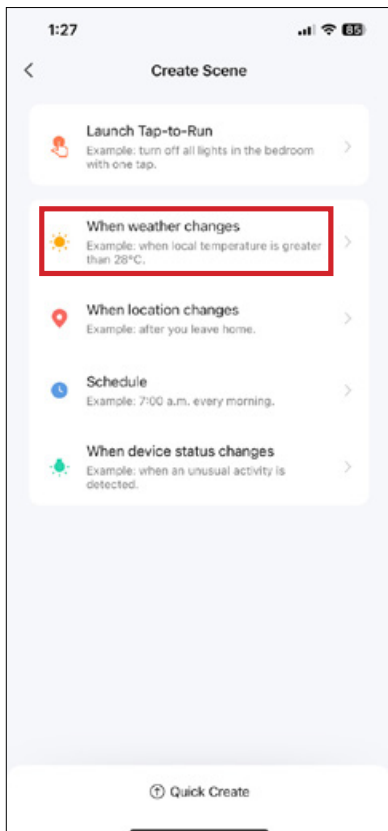 1:27
85
Create Scene
Launch Tap-to-Run
Example: turn off all lights in the bedroom
with one tap.
When weather changes
Example: when local temperature is greater
than 28°C.
When location changes
Example: after you leave home.
Schedule
Example: 7:00 a.m. every morning.
When device status changes
Example: when an unusual activity is
detected.
Quick Create